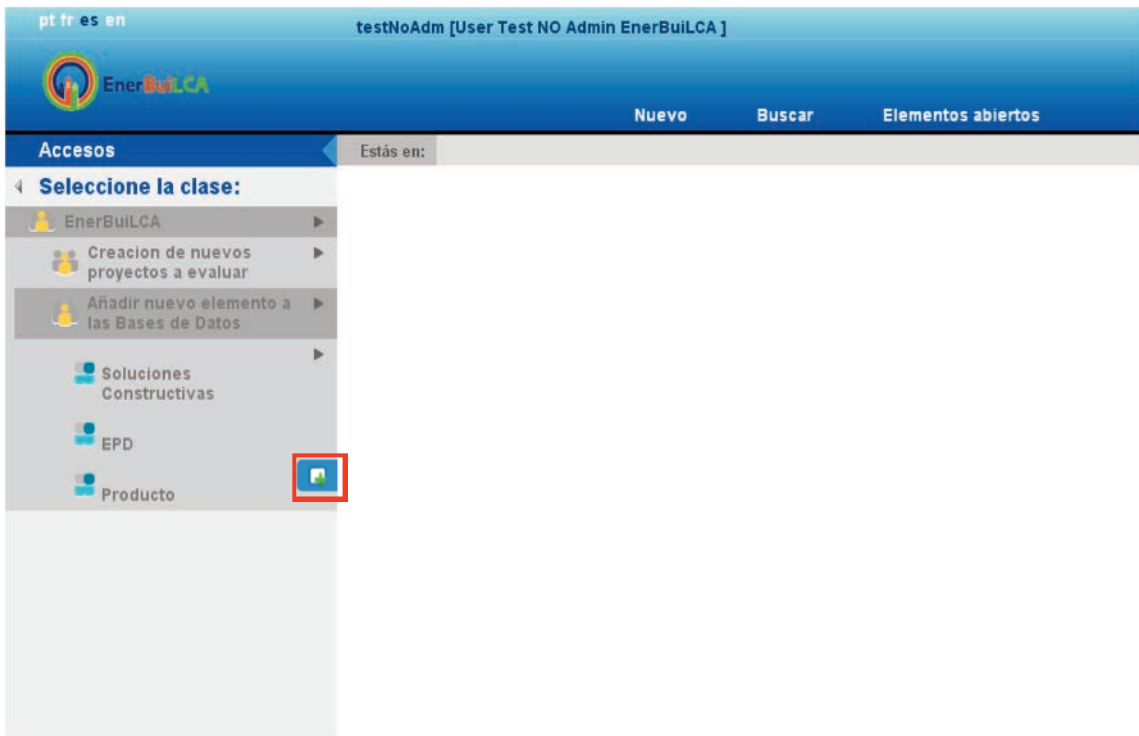 pt fr es en
testNoAdm [User Test NO Admin EnerBuiLCA ]
EnerBuiLCA
Nuevo Buscar Elementos abiertos
Accesos
Estás en:
Seleccione la clase:
EnerBuiLCA
Creacion de nuevos
proyectos a evaluar
Añadir nuevo elemento a
las Bases de Datos
Soluciones
Constructivas
EPD
Producto